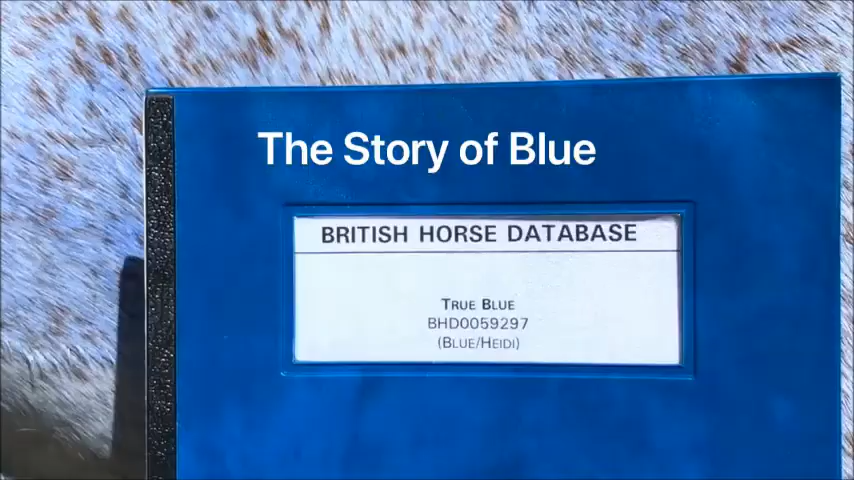 The Story of Blue
BRITISH HORSE DATABASE
TRUE BLUE
BHD0059297
(BLUE/HEIDI)